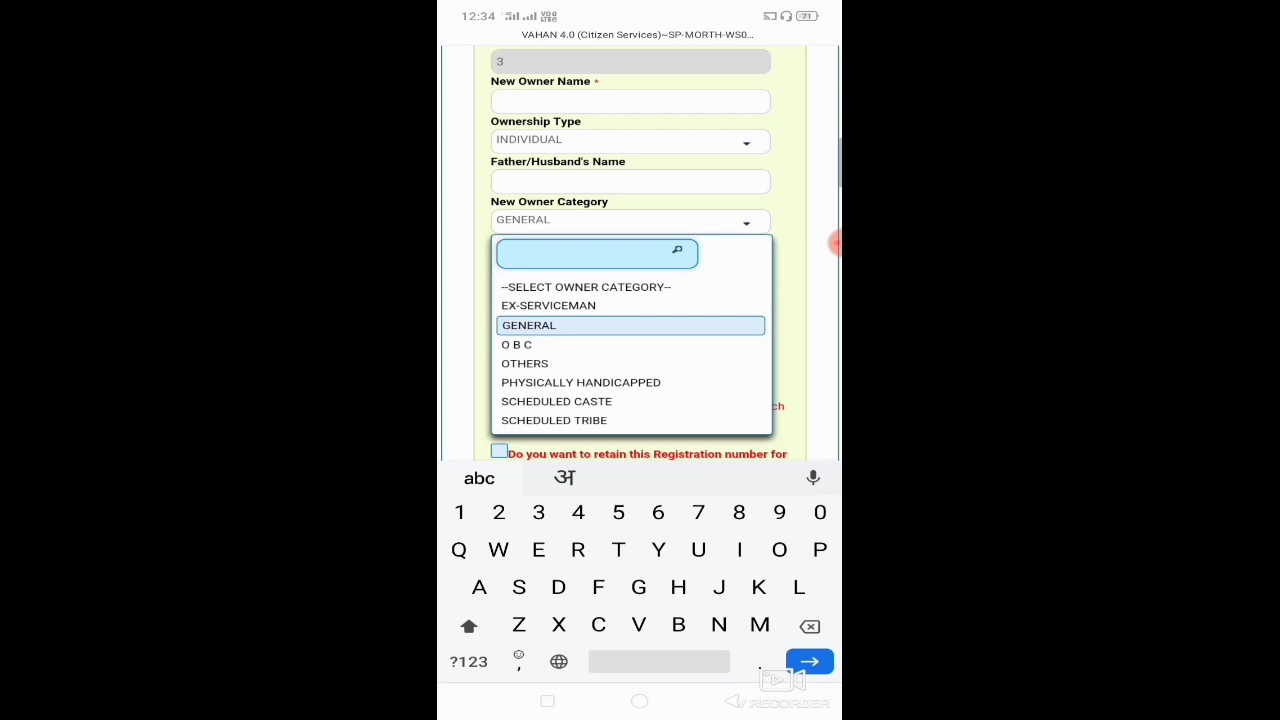 12:34
71
VAHAN 4.0 (Citizen Services)~SP-MORTH-WS0...
3
New Owner Name *
Ownership Type
INDIVIDUAL
Father/Husband's Name
New Owner Category
GENERAL
--SELECT OWNER CATEGORY--
EX-SERVICEMAN
GENERAL
O B C
OTHERS
PHYSICALLY HANDICAPPED
SCHEDULED CASTE
ch
SCHEDULED TRIBE
Do you want to retain this Registration number for
abc अ
1 2 3 4 5 6 7 8 9 0
Q W E R T Y U I O P
A S D F G H J K L
Z X C V B N M
?123 , .
V RECORDER